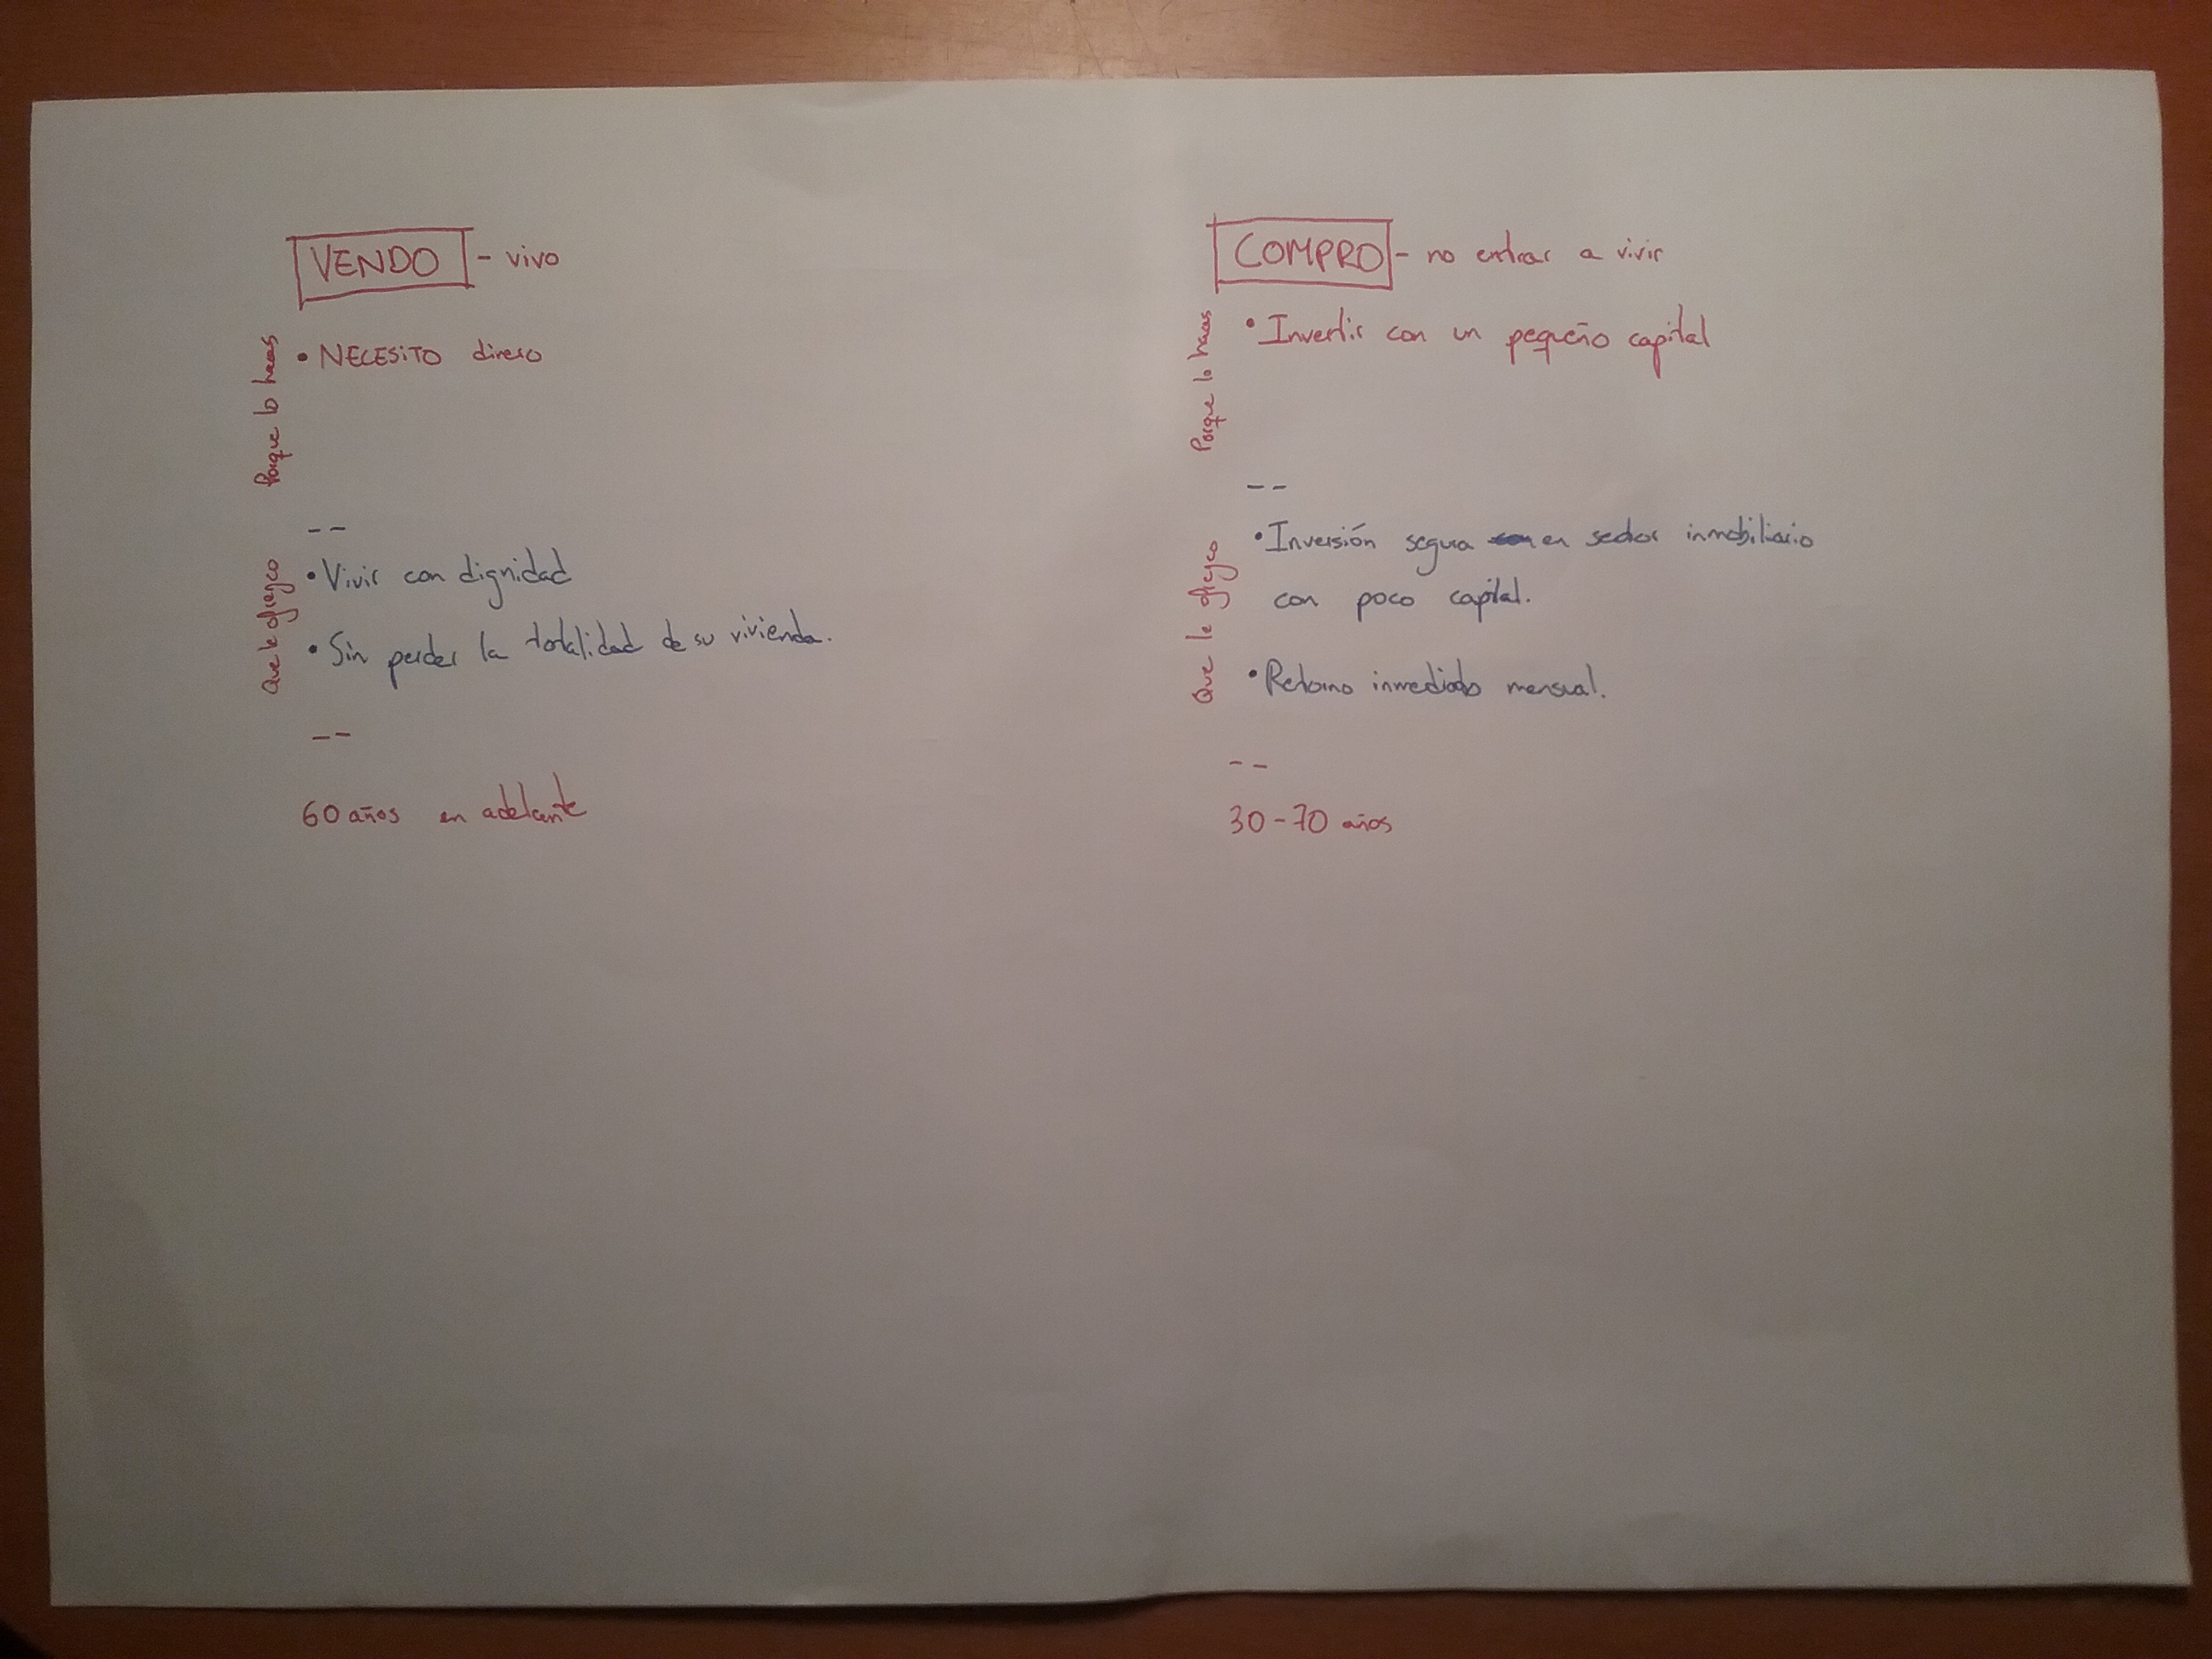 VENDO - vivo
Porque lo haces
• NECESiTO dinero
--
Que le ofrezco
• Vivir con dignidad
• Sin perder la totalidad de su vivienda.
--
60 años en adelante
COMPRO - no entrar a vivir
Porque lo haces
• Invertir con un pequeño capital
--
Que le ofrezco
• Inversión segura en sector inmobiliario
con poco capital.
• Retorno inmediato mensual.
--
30-70 años